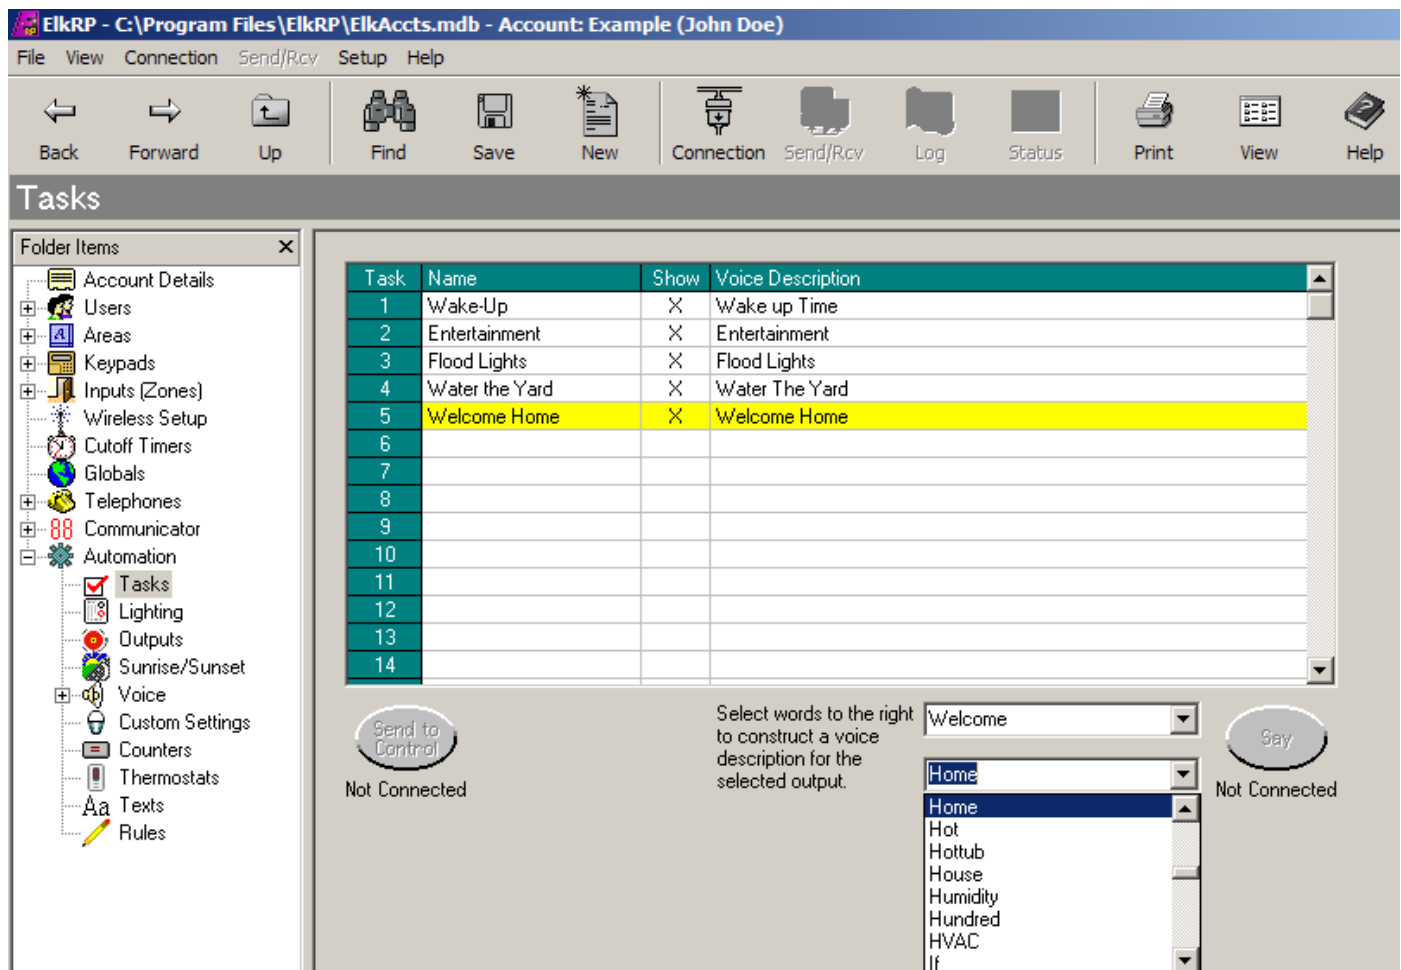 ElkRP - C:\Program Files\ElkRP\ElkAccts.mdb - Account: Example (John Doe)
File View Connection Send/Rcv Setup Help
Back Forward Up Find Save New Connection Send/Rcv Log Status Print View Help
Tasks
Folder Items
Account Details
Users
Areas
Keypads
Inputs (Zones)
Wireless Setup
Cutoff Timers
Globals
Telephones
88 Communicator
Automation
Tasks
Lighting
Outputs
Sunrise/Sunset
Voice
Custom Settings
Counters
Thermostats
Aa Texts
Rules
Task Name Show Voice Description
1 Wake-Up X Wake up Time
2 Entertainment X Entertainment
3 Flood Lights X Flood Lights
4 Water the Yard X Water The Yard
5 Welcome Home X Welcome Home
6
7
8
9
10
11
12
13
14
Send to
Control
Not Connected
Select words to the right
to construct a voice
description for the
selected output.
Welcome
Home
Home
Hot
Hottub
House
Humidity
Hundred
HVAC
If
Say
Not Connected